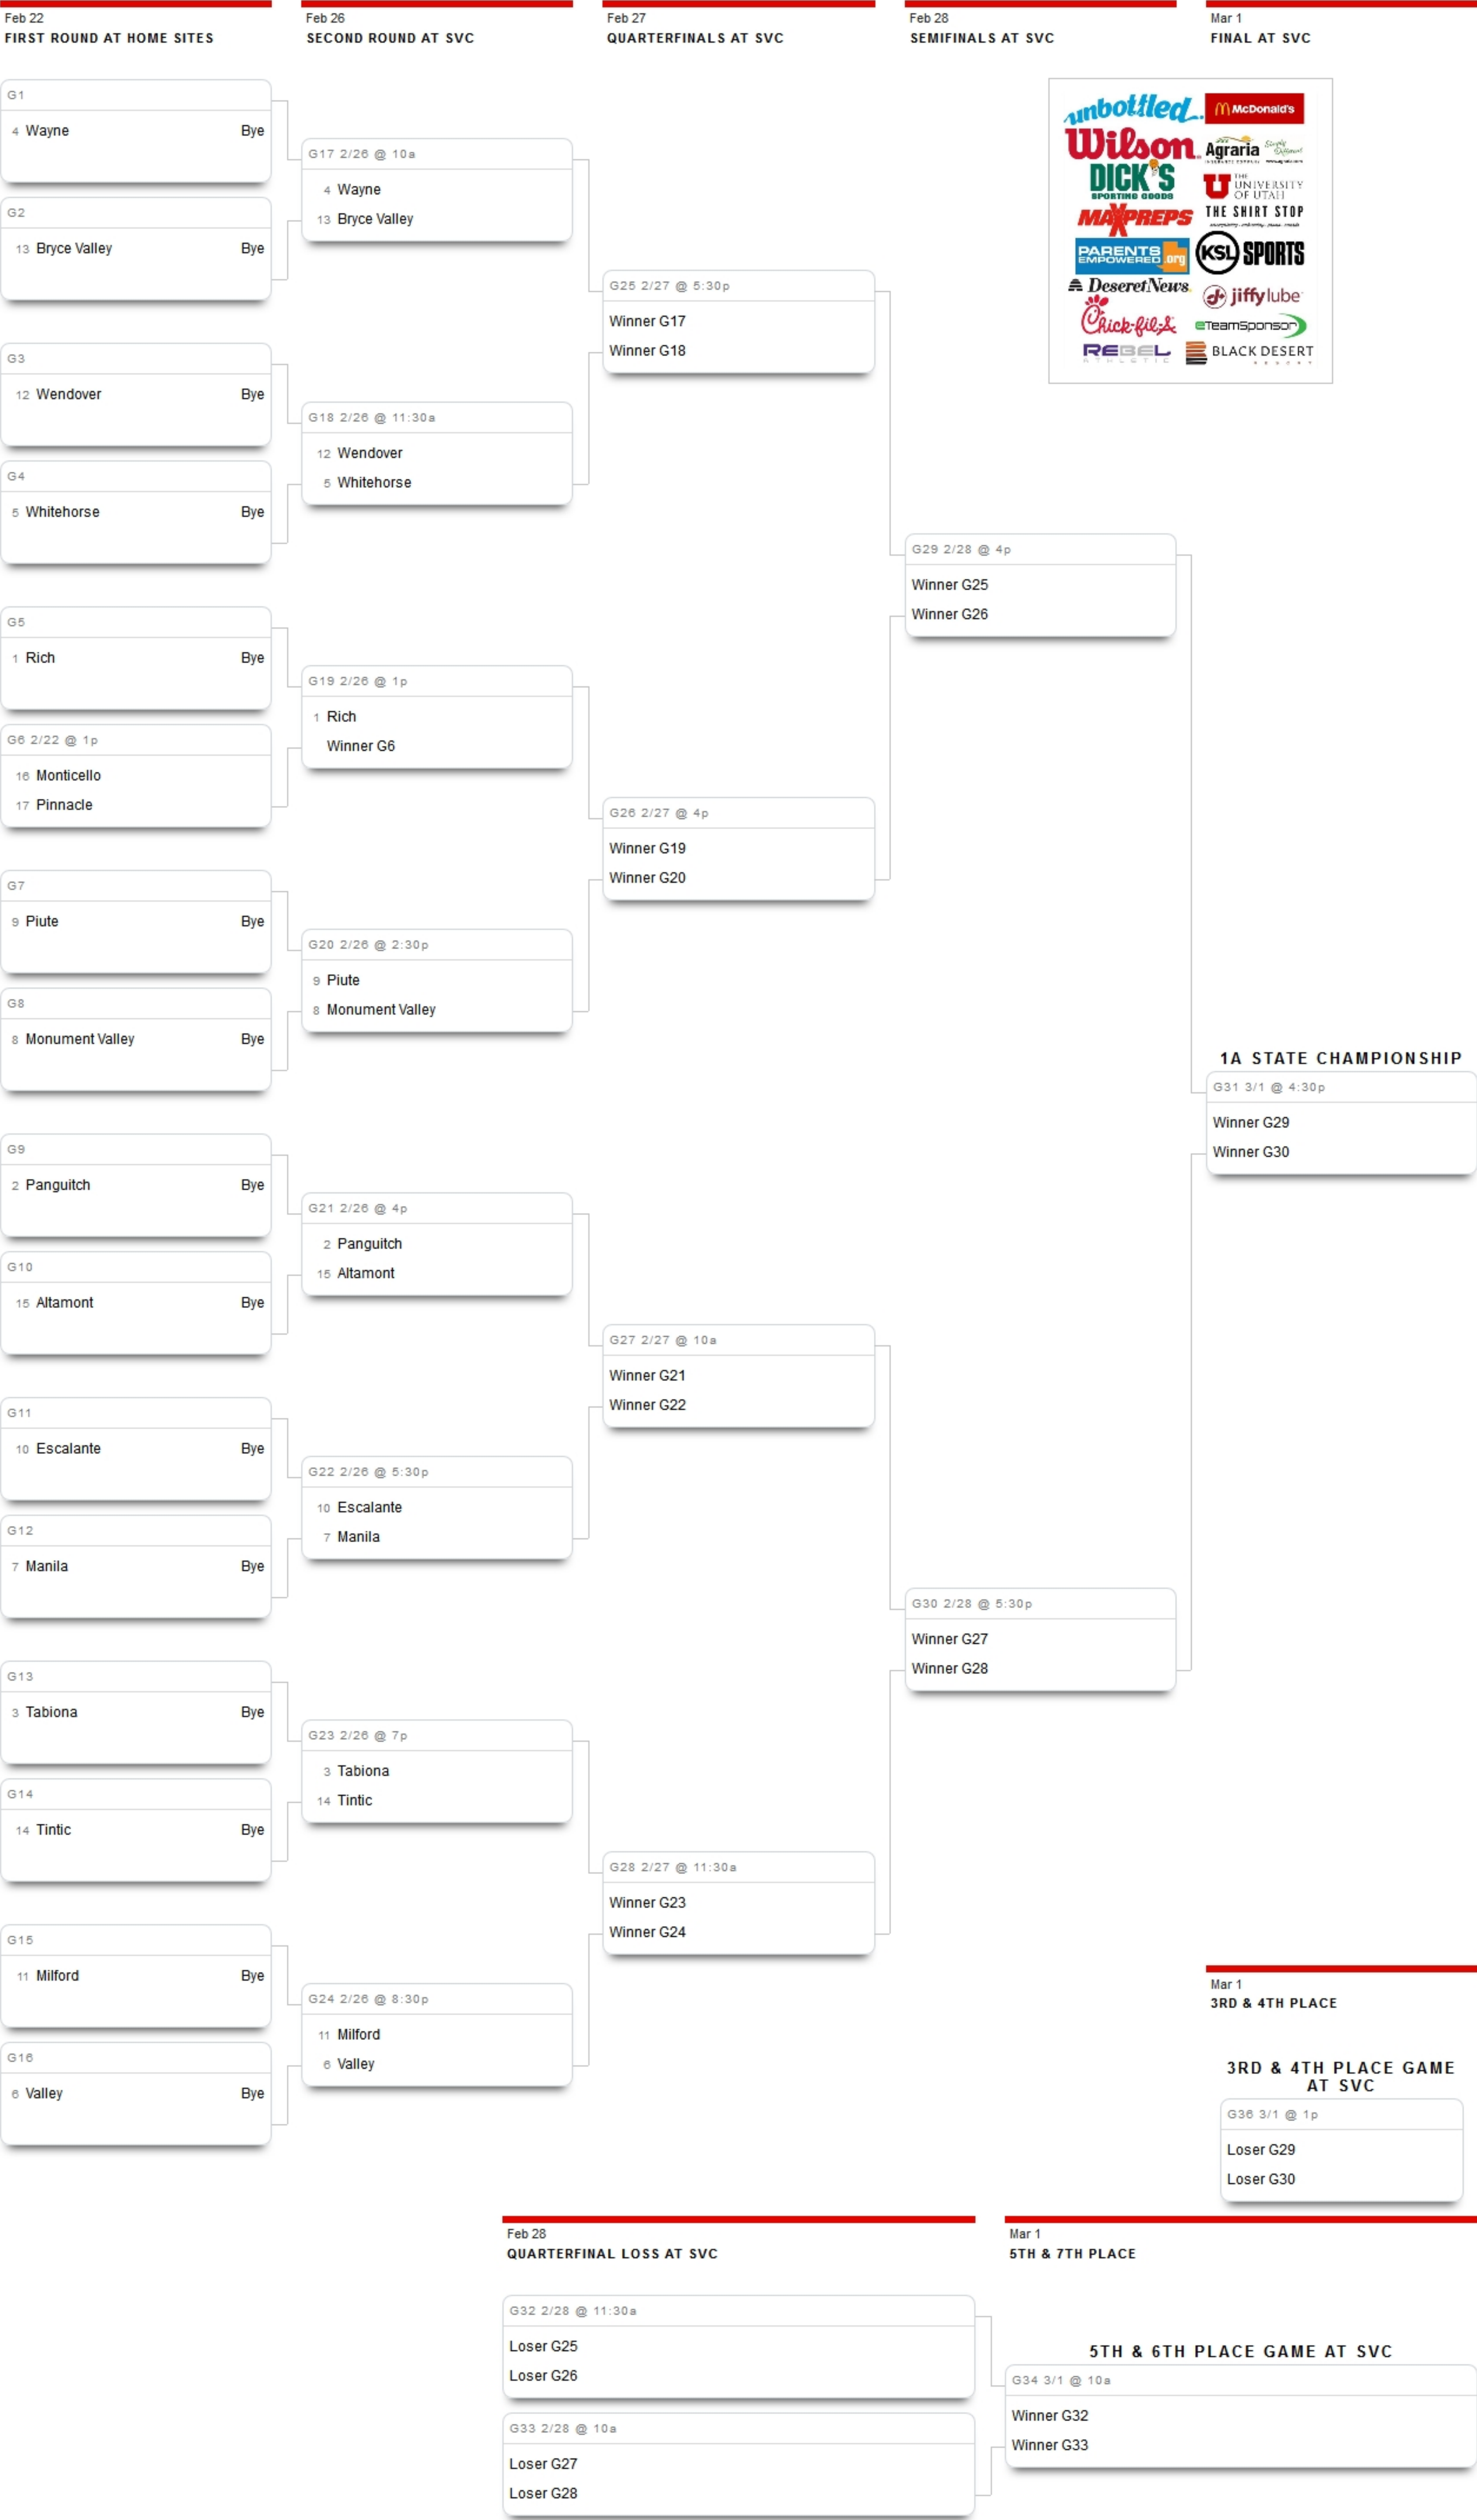 Feb 22
FIRST ROUND AT HOME SITES
Feb 26
SECOND ROUND AT SVC
Feb 27
QUARTERFINALS AT SVC
Feb 28
SEMIFINALS AT SVC
Mar 1
FINAL AT SVC
unbottled.
McDonald's
Wilson
Agraria
Simply Different
DICK'S
SPORTING GOODS
THE UNIVERSITY OF UTAH
MAXPREPS
THE SHIRT STOP
PARENTS EMPOWERED.org
KSL SPORTS
Deseret News.
jiffylube
Chick-fil-A
eTeamSponsor
REBEL
ATHLETIC
BLACK DESERT
G1
4 Wayne Bye
G2
13 Bryce Valley Bye
G3
12 Wendover Bye
G4
5 Whitehorse Bye
G5
1 Rich Bye
G6 2/22 @ 1p
16 Monticello
17 Pinnacle
G7
9 Piute Bye
G8
8 Monument Valley Bye
G9
2 Panguitch Bye
G10
15 Altamont Bye
G11
10 Escalante Bye
G12
7 Manila Bye
G13
3 Tabiona Bye
G14
14 Tintic Bye
G15
11 Milford Bye
G16
6 Valley Bye
G17 2/26 @ 10a
4 Wayne
13 Bryce Valley
G18 2/26 @ 11:30a
12 Wendover
5 Whitehorse
G19 2/26 @ 1p
1 Rich
Winner G6
G20 2/26 @ 2:30p
9 Piute
8 Monument Valley
G21 2/26 @ 4p
2 Panguitch
15 Altamont
G22 2/26 @ 5:30p
10 Escalante
7 Manila
G23 2/26 @ 7p
3 Tabiona
14 Tintic
G24 2/26 @ 8:30p
11 Milford
6 Valley
G25 2/27 @ 5:30p
Winner G17
Winner G18
G26 2/27 @ 4p
Winner G19
Winner G20
G27 2/27 @ 10a
Winner G21
Winner G22
G28 2/27 @ 11:30a
Winner G23
Winner G24
G29 2/28 @ 4p
Winner G25
Winner G26
G30 2/28 @ 5:30p
Winner G27
Winner G28
1A STATE CHAMPIONSHIP
G31 3/1 @ 4:30p
Winner G29
Winner G30
Mar 1
3RD & 4TH PLACE
3RD & 4TH PLACE GAME
AT SVC
G36 3/1 @ 1p
Loser G29
Loser G30
Feb 28
QUARTERFINAL LOSS AT SVC
G32 2/28 @ 11:30a
Loser G25
Loser G26
G33 2/28 @ 10a
Loser G27
Loser G28
Mar 1
5TH & 7TH PLACE
5TH & 6TH PLACE GAME AT SVC
G34 3/1 @ 10a
Winner G32
Winner G33